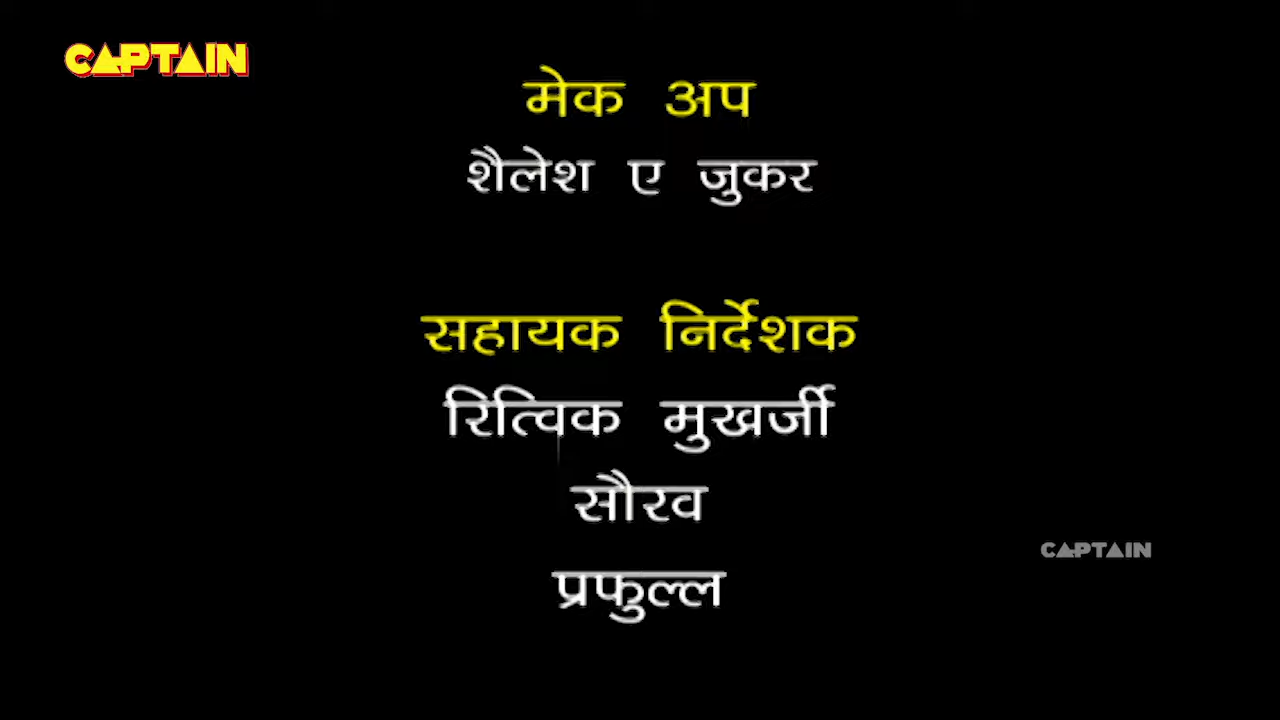 CAPTAIN
मेक अप
शैलेश ए जुकर
सहायक निर्देशक
रित्विक मुखर्जी
सौरव
प्रफुल्ल
CAPTAIN